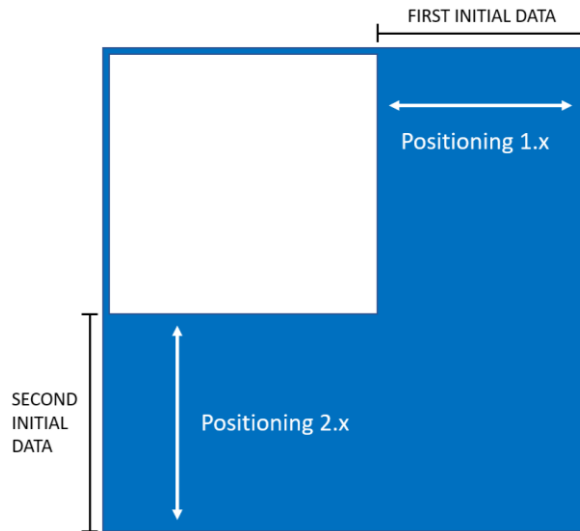 FIRST INITIAL DATA
Positioning 1.x
SECOND
INITIAL
DATA
Positioning 2.x